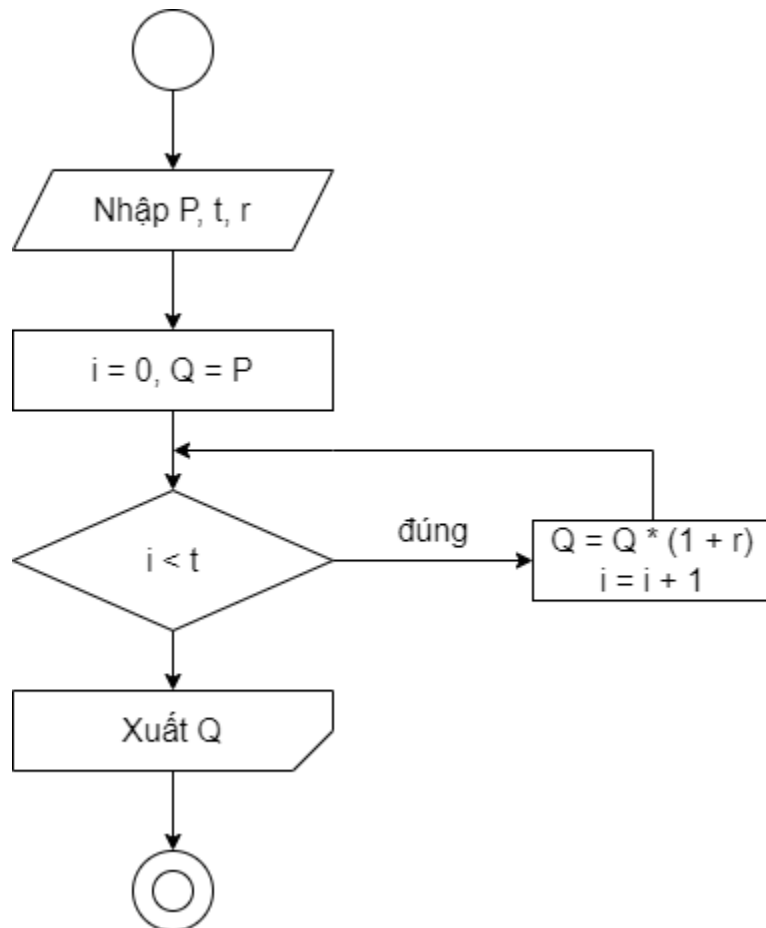 Nhập P, t, r
i = 0, Q = P
i < t
đúng
Q = Q * (1 + r)
i = i + 1
Xuất Q